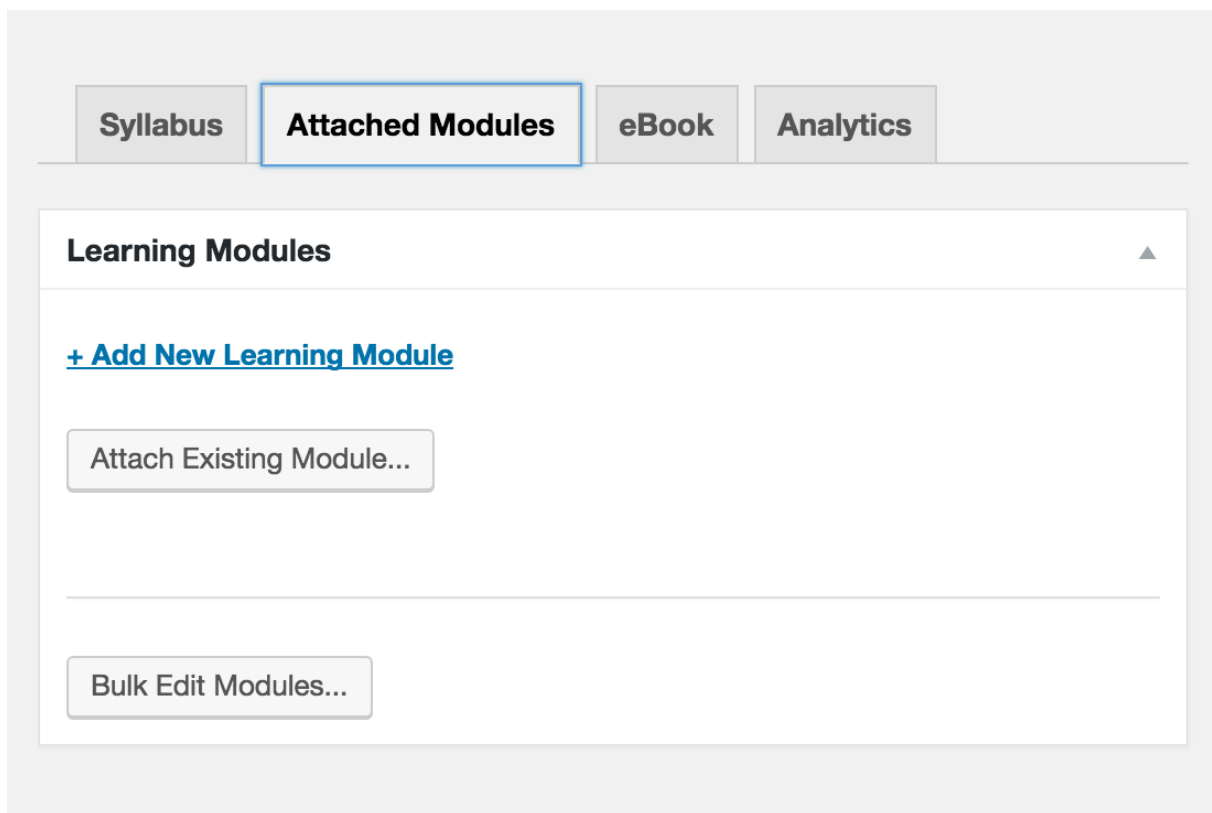 Syllabus Attached Modules eBook Analytics
Learning Modules
+ Add New Learning Module
Attach Existing Module...
Bulk Edit Modules...